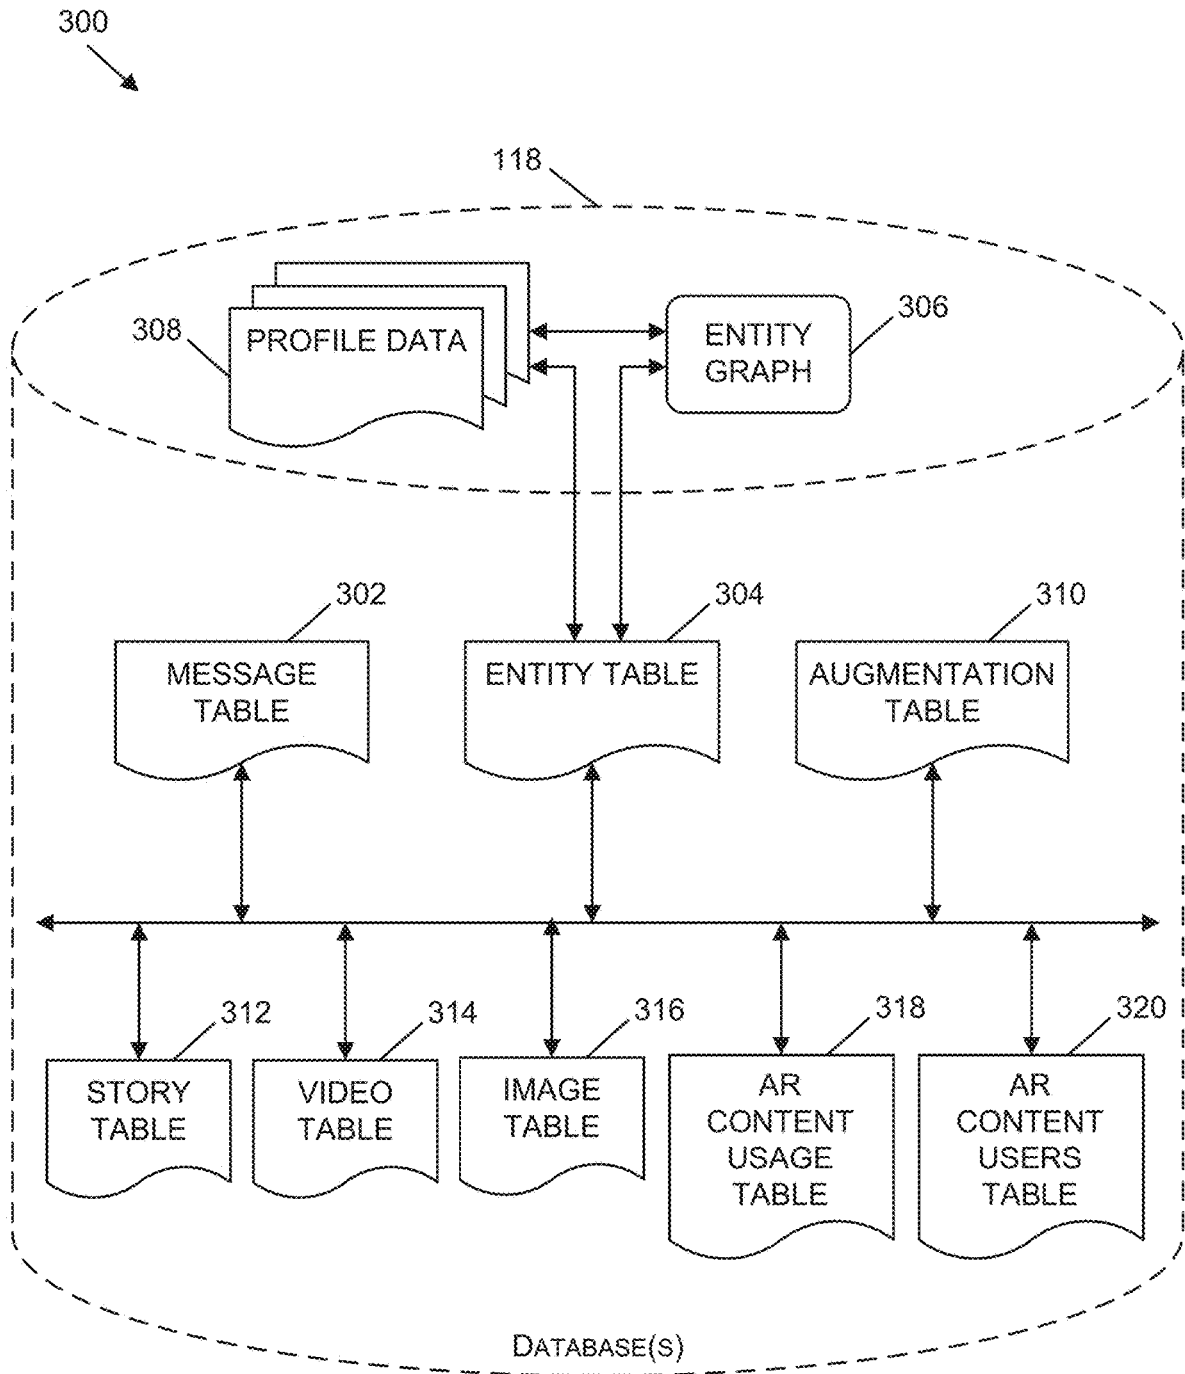 300
118
308
PROFILE DATA
ENTITY
GRAPH
306
302
MESSAGE
TABLE
304
ENTITY TABLE
310
AUGMENTATION
TABLE
312
STORY
TABLE
314
VIDEO
TABLE
316
IMAGE
TABLE
318
AR
CONTENT
USAGE
TABLE
320
AR
CONTENT
USERS
TABLE
DATABASE(S)